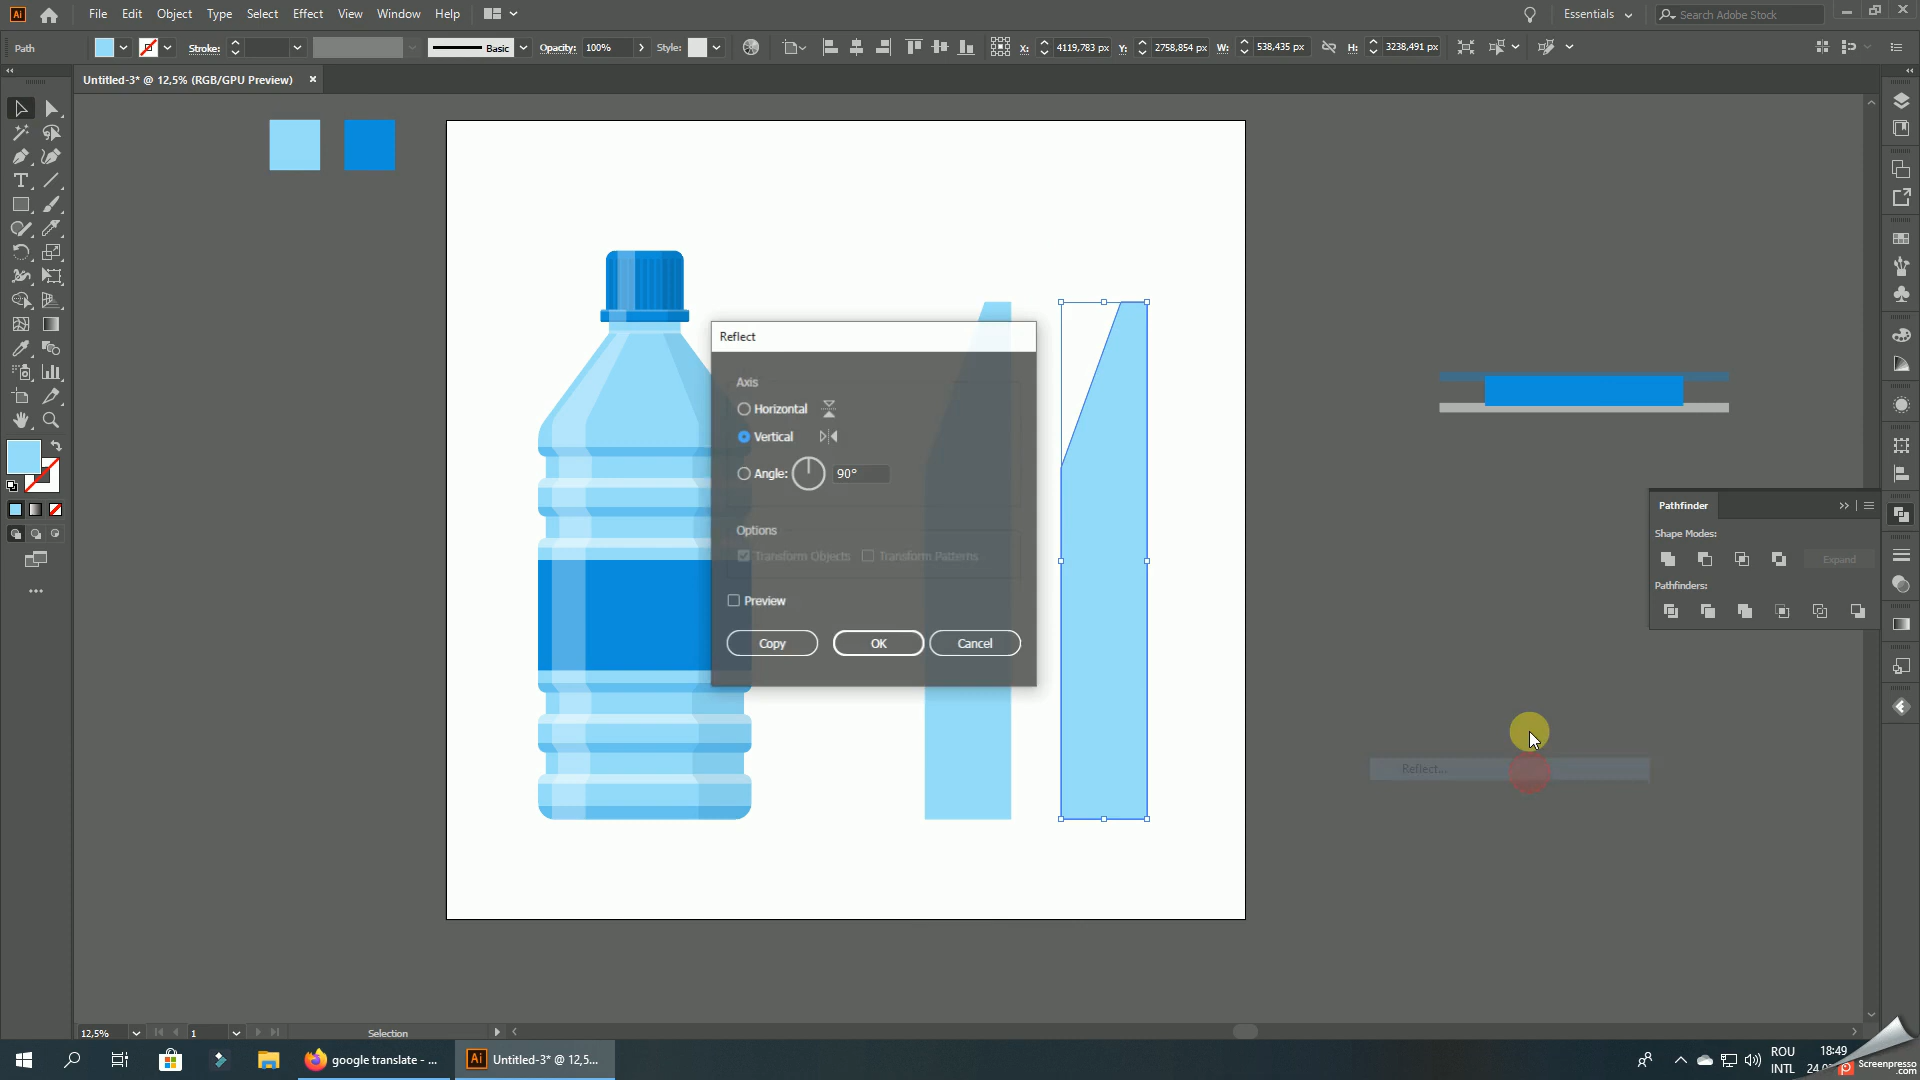 Ai File Edit Object Type Select Effect View Window Help Essentials Search Adobe Stock
Path Stroke: Basic Opacity: 100% Style: X: 4119,783 px Y: 2758,854 px W: 538,435 px H: 3238,491 px
Untitled-3* @ 12,5% (RGB/GPU Preview) ×
Reflect
Axis
Horizontal
Vertical
Angle: 90°
Options
Transform Objects Transform Patterns
Preview
Copy OK Cancel
Pathfinder
Shape Modes:
Expand
Pathfinders:
Reflect...
12,5% 1 Selection
google translate - ... Ai Untitled-3* @ 12,5...
ROU 18:49
INTL
Screenpresso
.com